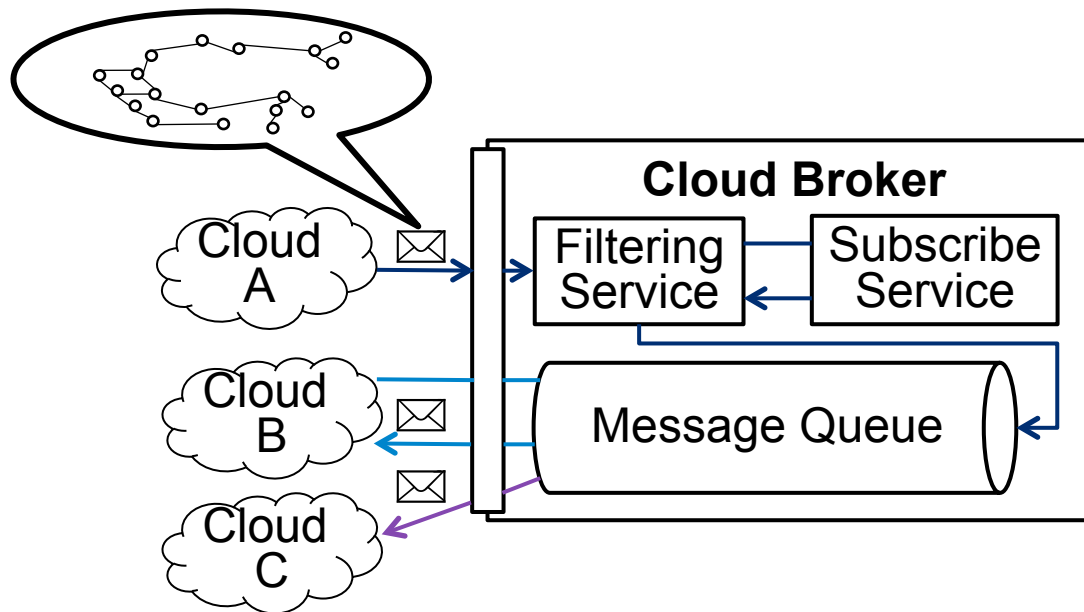 Cloud Broker
Cloud
A
Filtering
Service
Subscribe
Service
Cloud
B
Message Queue
Cloud
C